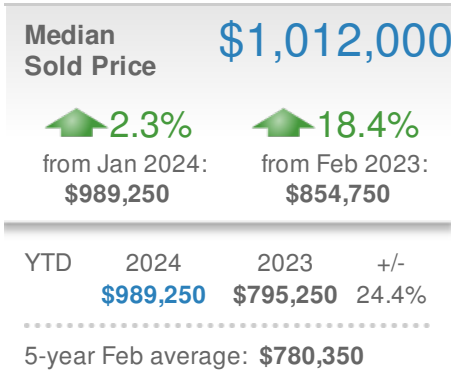 Median $1,012,000
Sold Price
2.3% 18.4%
from Jan 2024: from Feb 2023:
$989,250 $854,750
YTD 2024 2023 +/-
$989,250 $795,250 24.4%
5-year Feb average: $780,350